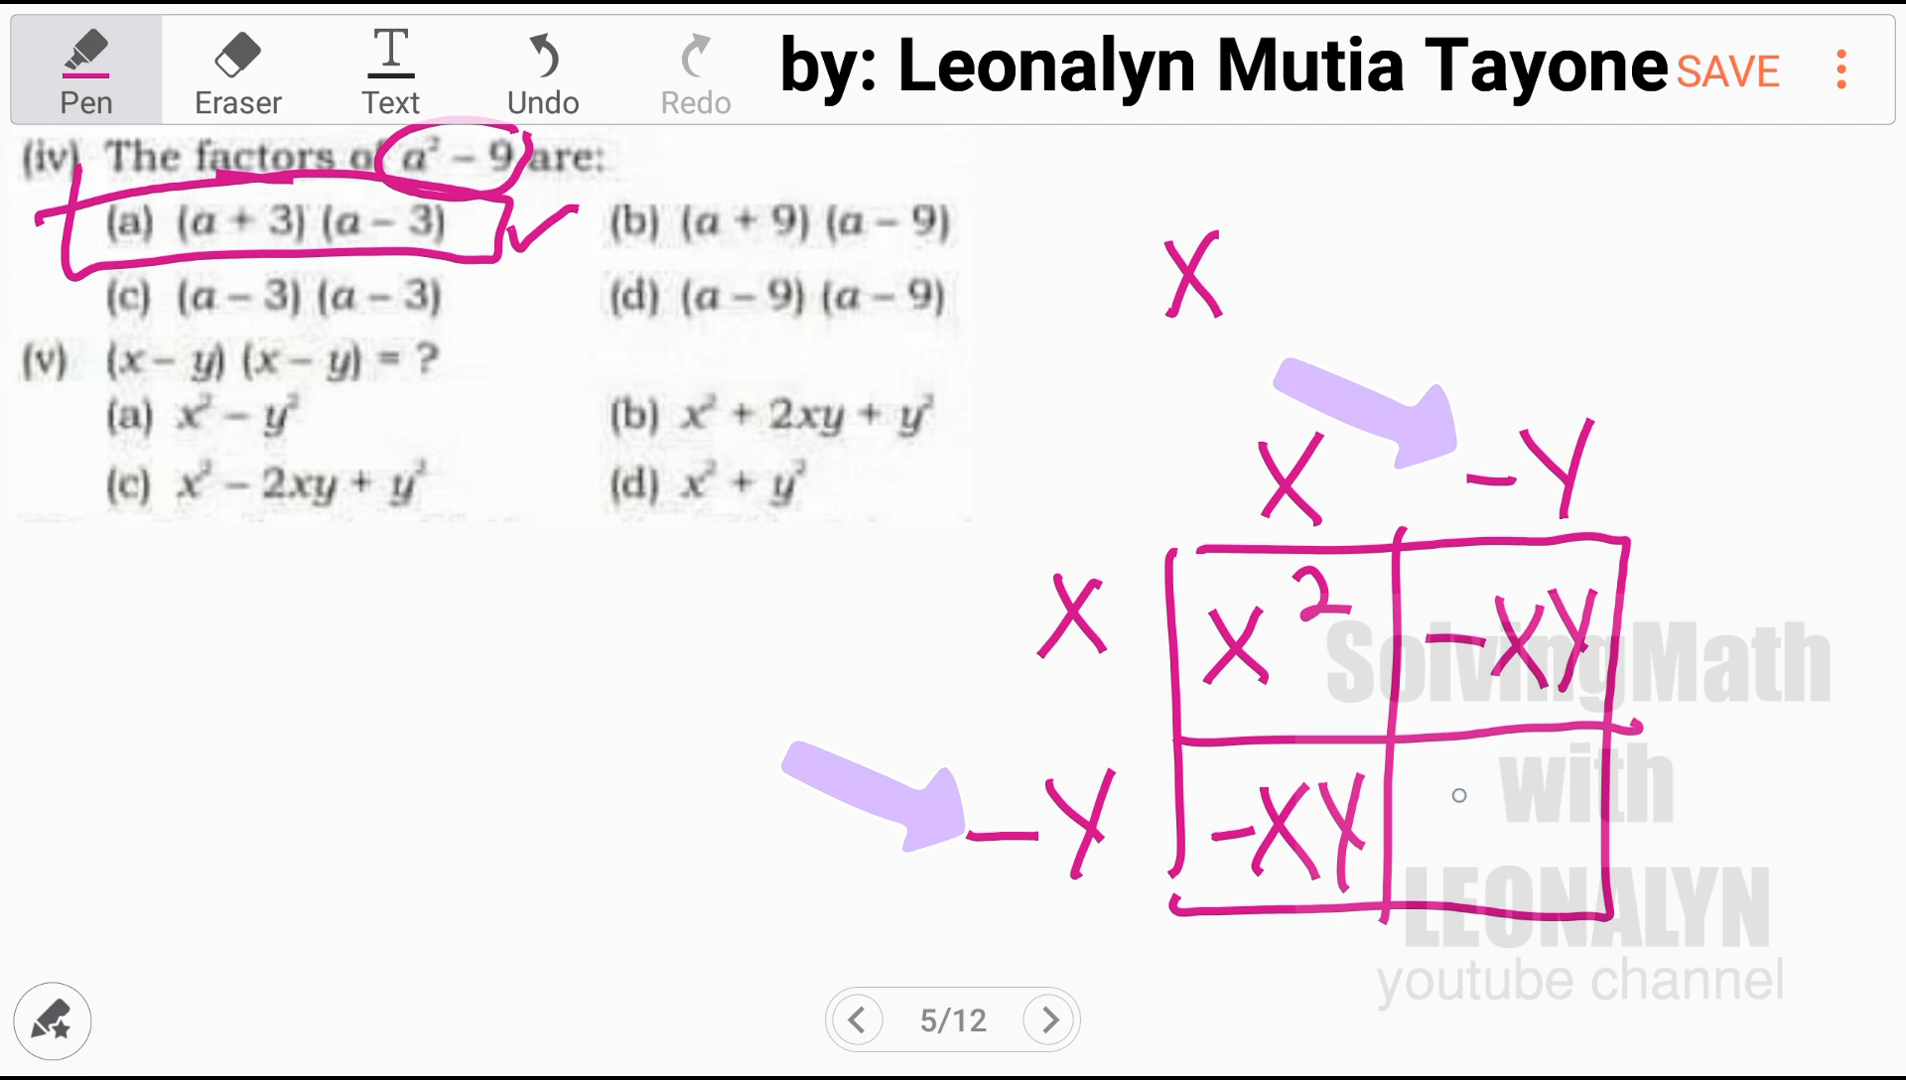 Pen Eraser Text Undo Redo by: Leonalyn Mutia Tayone SAVE
(iv) The factors of a² – 9 are:
(a) (a + 3) (a – 3) (b) (a + 9) (a – 9)
(c) (a – 3) (a – 3) (d) (a – 9) (a – 9)
(v) (x – y) (x – y) = ?
(a) x² – y² (b) x² + 2xy + y²
(c) x² – 2xy + y² (d) x² + y²
X
X -Y
X X² -XY
-Y -XY
SolvingMath
with
LEONALYN
youtube channel
5/12